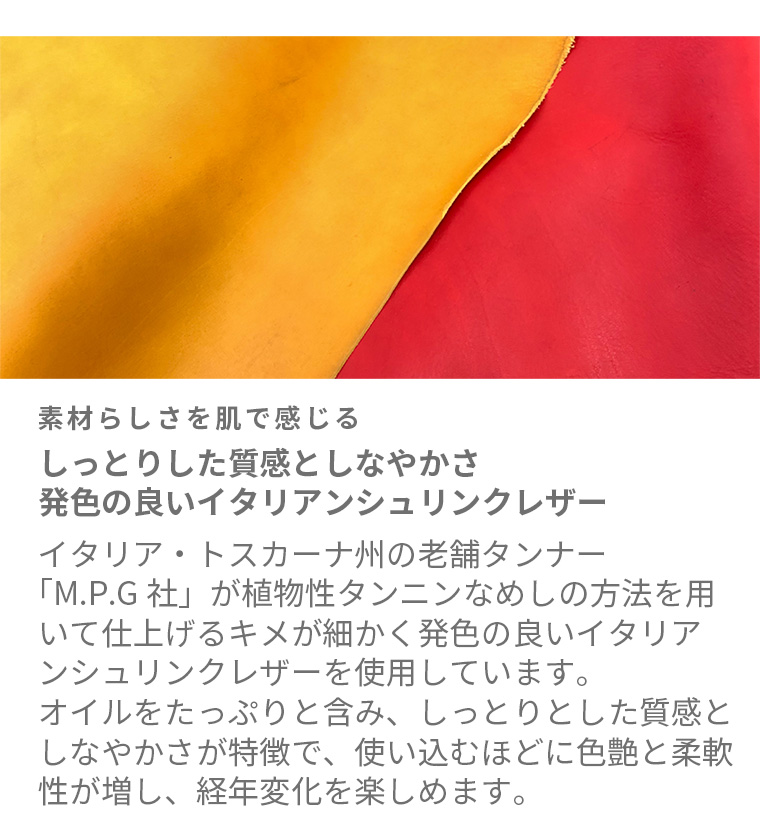 素材らしさを肌で感じる
しっとりした質感としなやかさ
発色の良いイタリアンシュリンクレザー
イタリア・トスカーナ州の老舗タンナー
「M.P.G 社」が植物性タンニンなめしの方法を用
いて仕上げるキメが細かく発色の良いイタリア
ンシュリンクレザーを使用しています。
オイルをたっぷりと含み、しっとりとした質感と
しなやかさが特徴で、使い込むほどに色艶と柔軟
性が増し、経年変化を楽しめます。